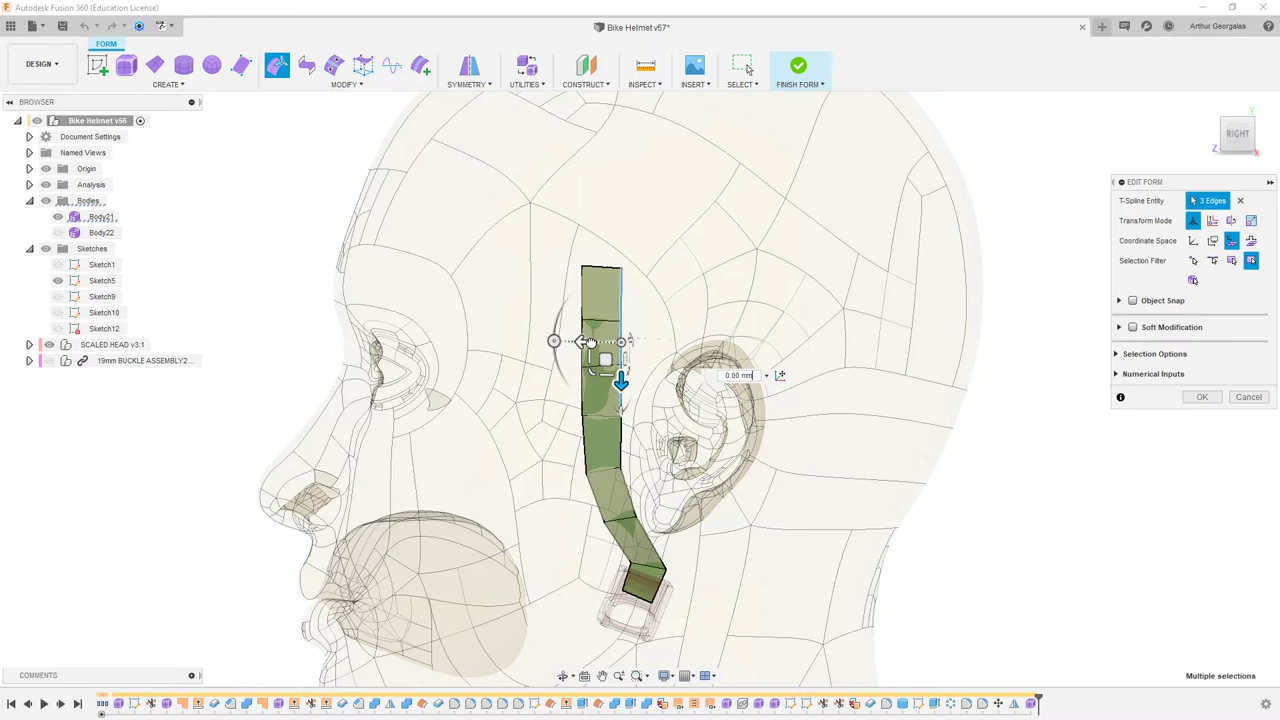 Autodesk Fusion 360 (Education License)
Bike Helmet v57*
Arthur Georgalas
FORM
DESIGN
CREATE
MODIFY
SYMMETRY
UTILITIES
CONSTRUCT
INSPECT
INSERT
SELECT
FINISH FORM
BROWSER
Bike Helmet v56
Document Settings
Named Views
Origin
Analysis
Bodies
Body21
Body22
Sketches
Sketch1
Sketch5
Sketch9
Sketch10
Sketch12
SCALED HEAD v3:1
19mm BUCKLE ASSEMBLY2...
Y
RIGHT
Z
X
EDIT FORM
T-Spline Entity
3 Edges
Transform Mode
Coordinate Space
Selection Filter
Object Snap
Soft Modification
Selection Options
Numerical Inputs
OK
Cancel
0.00 mm
COMMENTS
Multiple selections